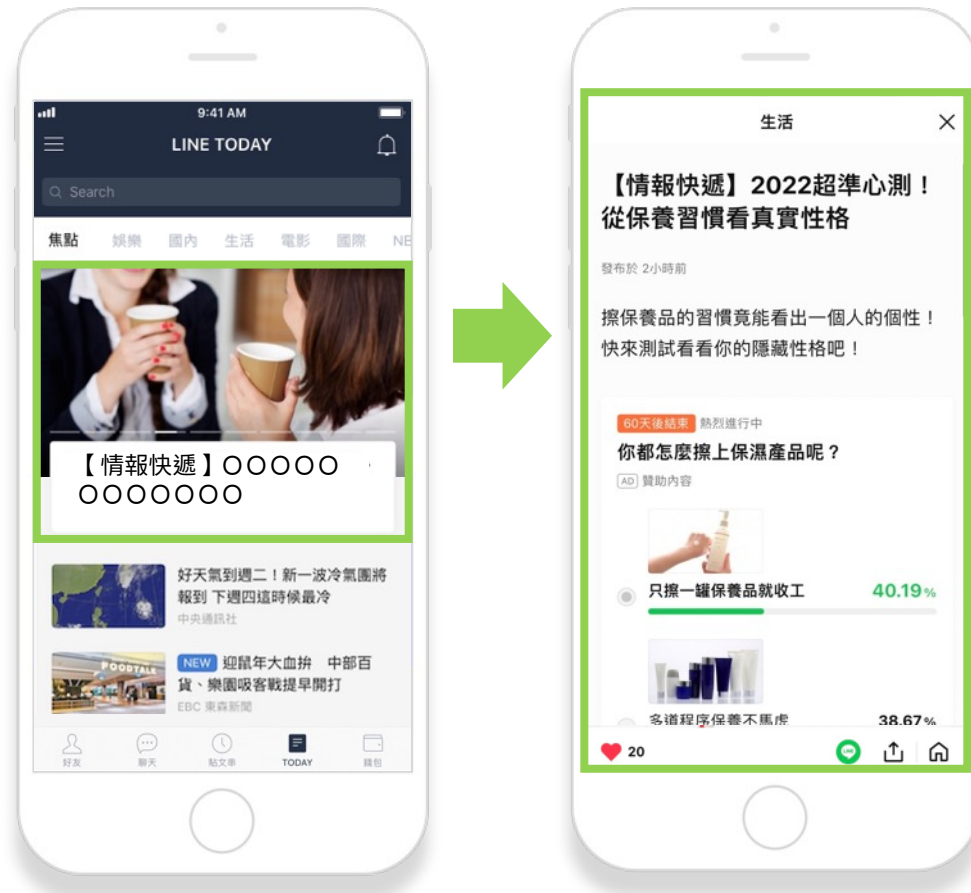 9:41 AM
LINE TODAY
Search
焦點 娛樂 國內 生活 電影 國際 NE
【情報快遞】OOOOO
OOOOOOO
好天氣到週二！新一波冷氣團將
報到 下週四這時候最冷
中央通訊社
FOODTALK
NEW 迎鼠年大血拚 中部百
貨、樂園吸客戰提早開打
EBC 東森新聞
好友 聊天 貼文串 TODAY 錢包
生活
【情報快遞】2022超準心測！
從保養習慣看真實性格
發布於 2小時前
擦保養品的習慣竟能看出一個人的個性！
快來測試看看你的隱藏性格吧！
60天後結束 熱烈進行中
你都怎麼擦上保濕產品呢？
AD 贊助內容
只擦一罐保養品就收工 40.19%
多道程序保養不馬虎 38.67%
20